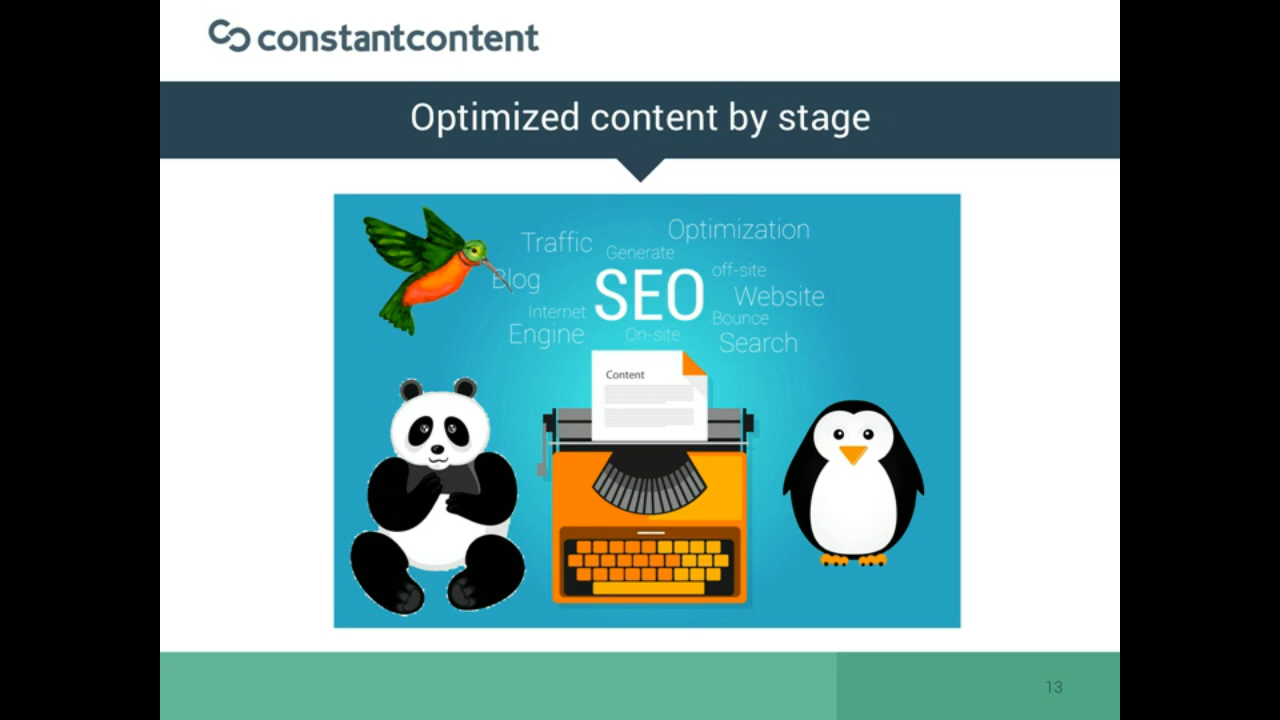 constantcontent
Optimized content by stage
Optimization
Traffic
Generate
Blog
SEO
off-site
Website
Internet
Bounce
Engine
On-site
Search
Content
13